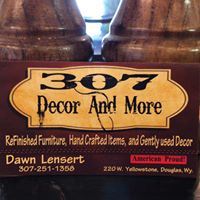 307
Decor And More
ReFinished Furniture, Hand Crafted Items, and Gently used Decor
Dawn Lensert
American Proud!
307-251-1358
220 W. Yellowstone, Douglas, Wy.